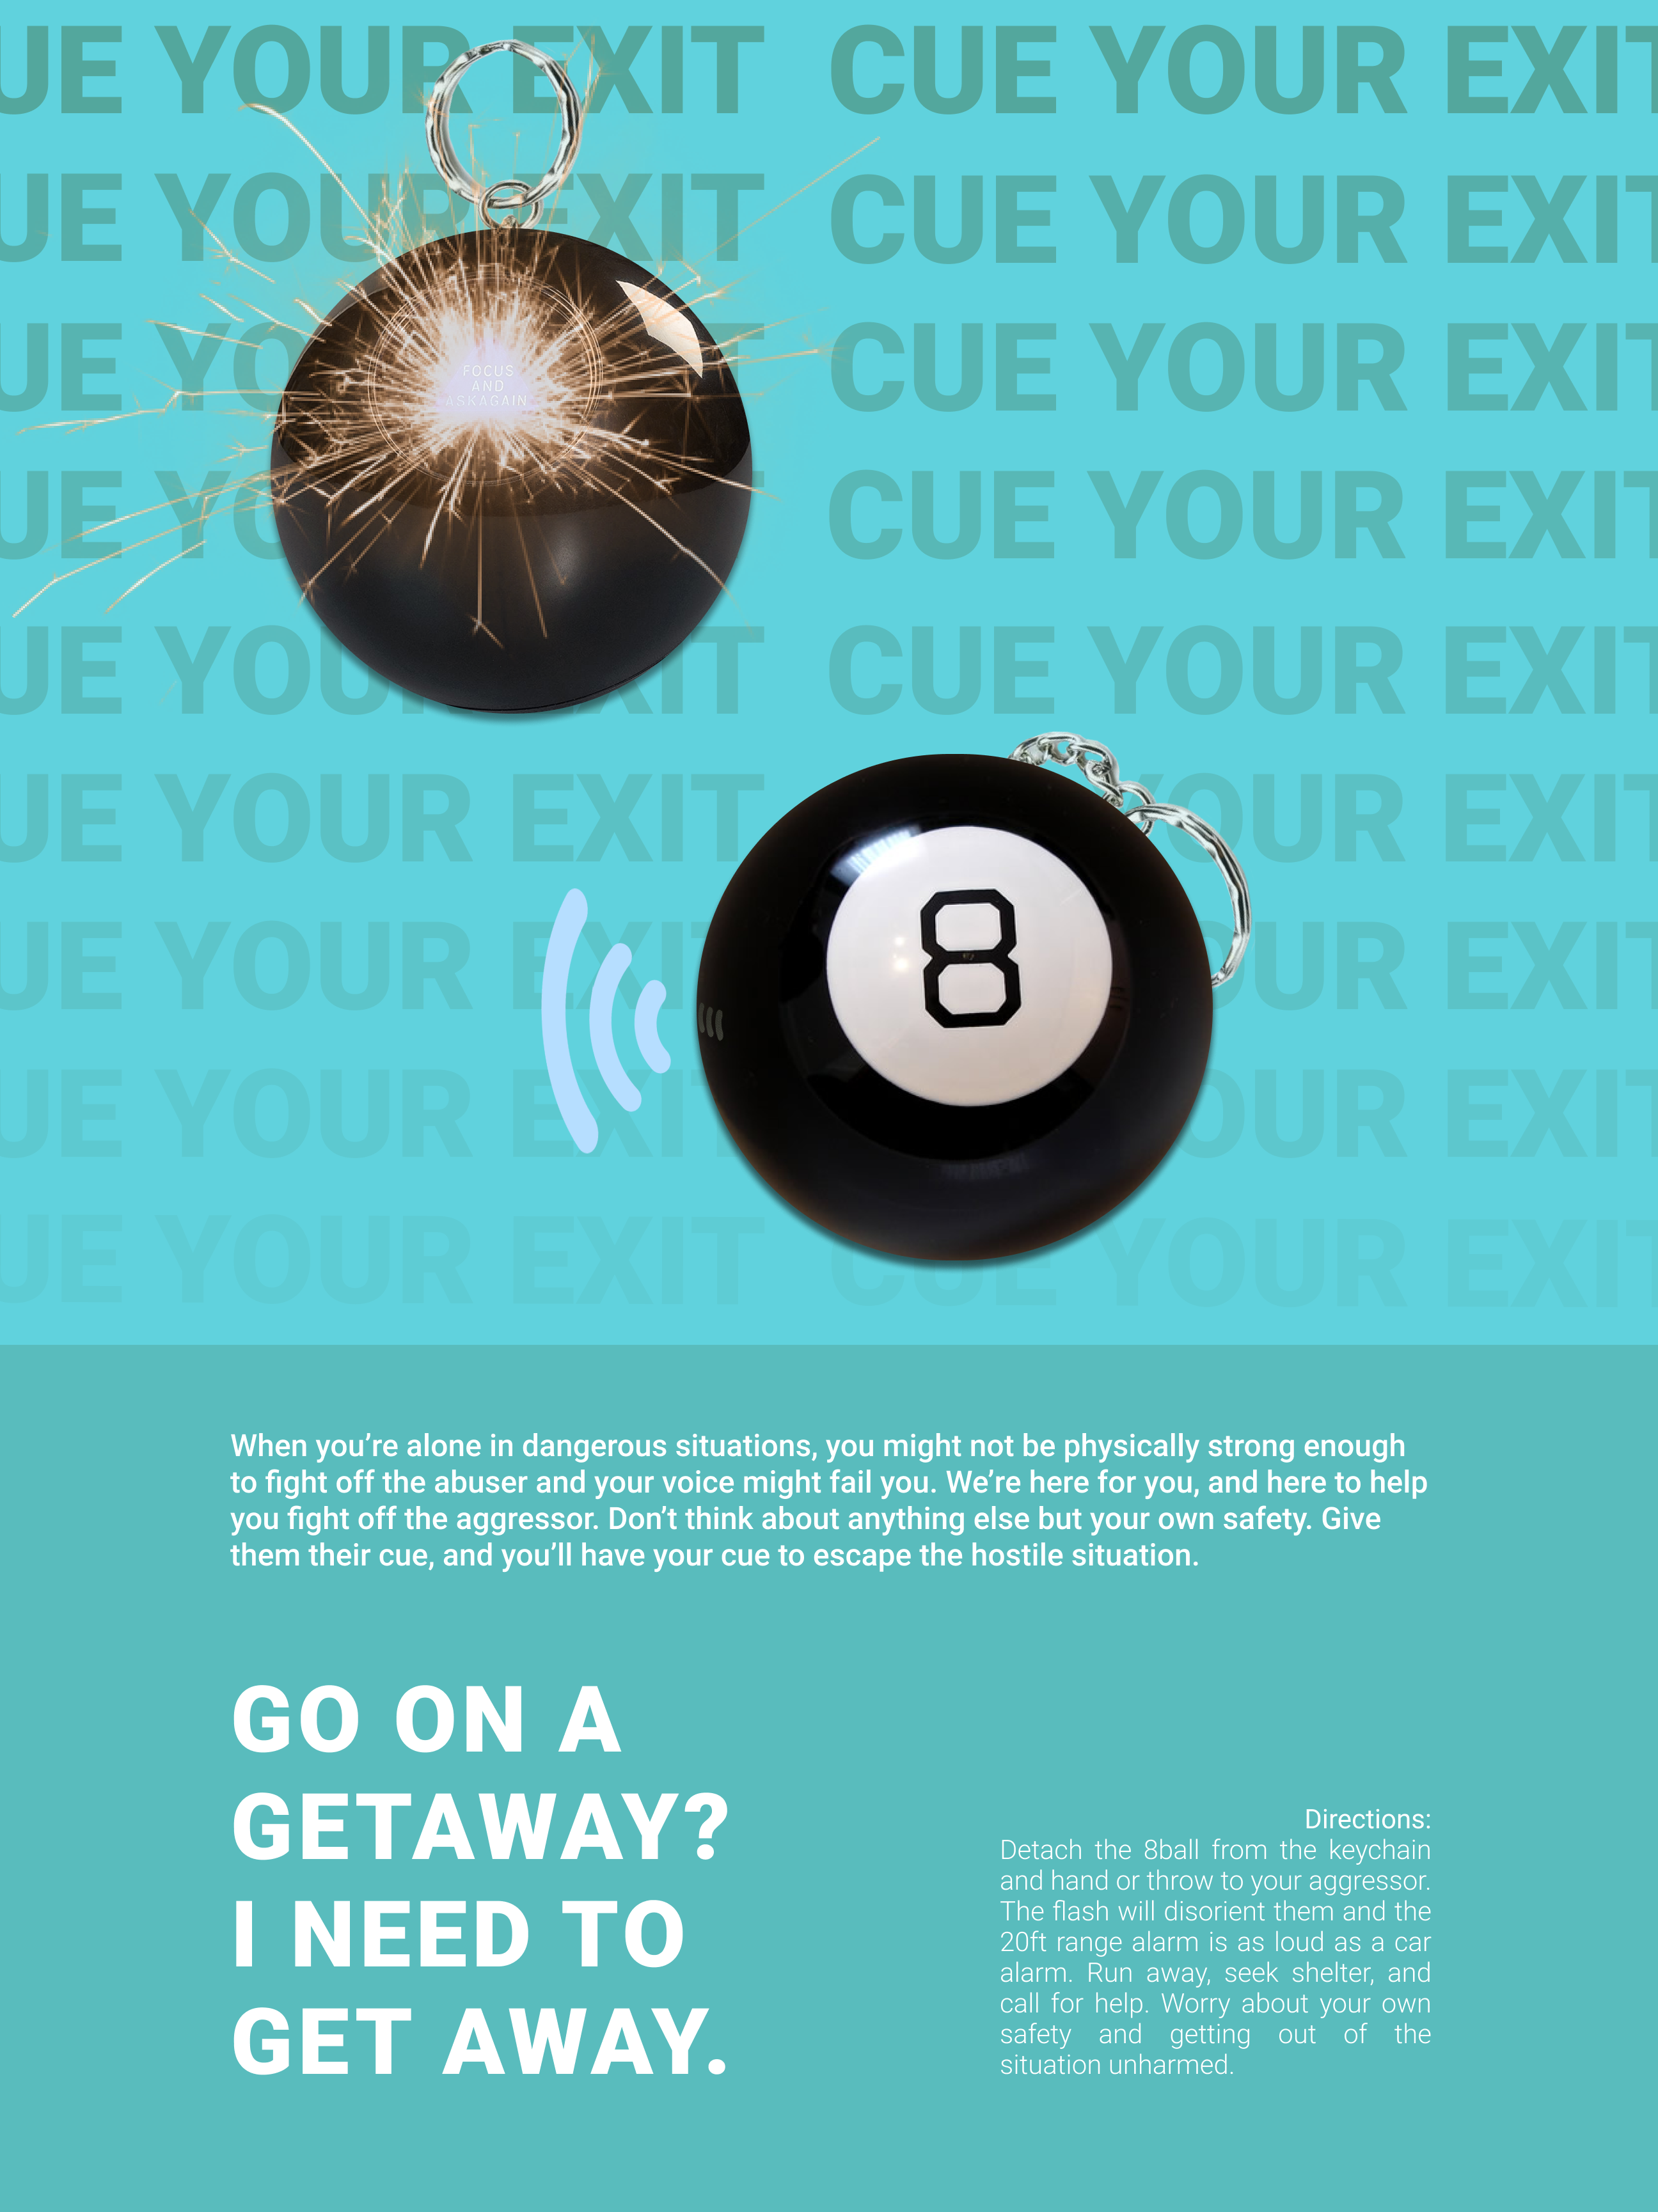 UE YOUR EXIT CUE YOUR EXIT
UE YOUR EXIT CUE YOUR EXIT
UE YO CUE YOUR EXIT
UE YO CUE YOUR EXIT
UE YOU XIT CUE YOUR EXIT
UE YOUR EXIT YOUR EXIT
UE YOUR EXIT OUR EXIT
UE YOUR EXIT OUR EXIT
UE YOUR EXIT CUE YOUR EXIT
FOCUS
AND
ASKAGAIN
8
When you’re alone in dangerous situations, you might not be physically strong enough
to fight off the abuser and your voice might fail you. We’re here for you, and here to help
you fight off the aggressor. Don’t think about anything else but your own safety. Give
them their cue, and you’ll have your cue to escape the hostile situation.
GO ON A
GETAWAY?
I NEED TO
GET AWAY.
Directions:
Detach the 8ball from the keychain
and hand or throw to your aggressor.
The flash will disorient them and the
20ft range alarm is as loud as a car
alarm. Run away, seek shelter, and
call for help. Worry about your own
safety and getting out of the
situation unharmed.